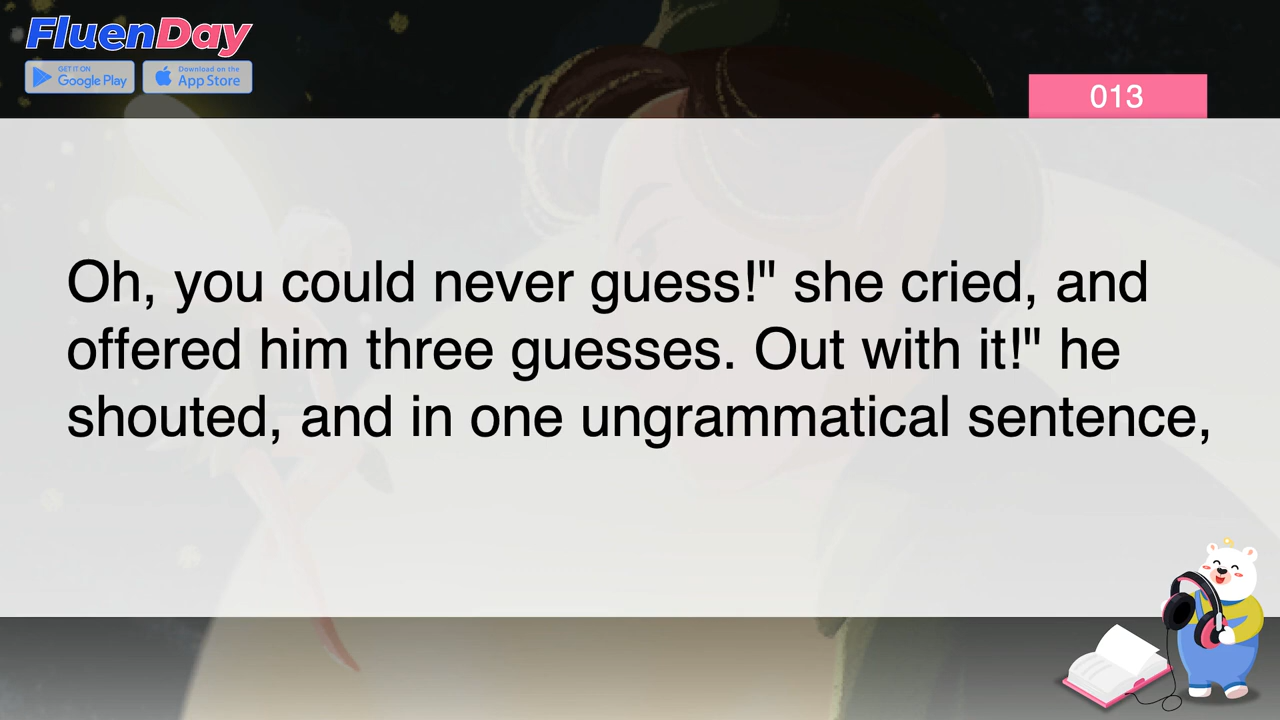 FluenDay
GET IT ON
Google Play
Download on the
App Store
013
Oh, you could never guess!" she cried, and
offered him three guesses. Out with it!" he
shouted, and in one ungrammatical sentence,